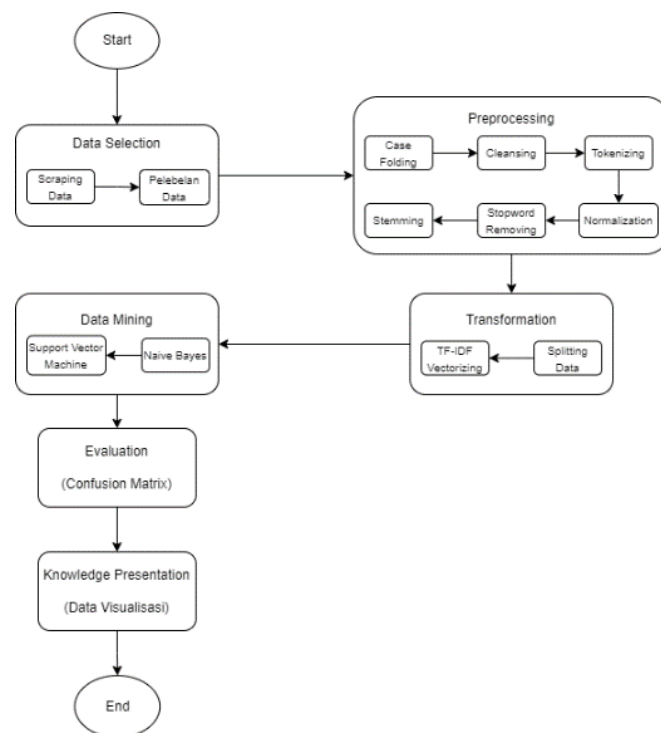 Start
Data Selection
Scraping
Data
Pelebelan
Data
Preprocessing
Case
Folding
Cleansing
Tokenizing
Stemming
Stopword
Removing
Normalization
Data Mining
Support Vector
Machine
Naive Bayes
Transformation
TF-IDF
Vectorizing
Splitting
Data
Evaluation
(Confusion Matrix)
Knowledge Presentation
(Data Visualisasi)
End